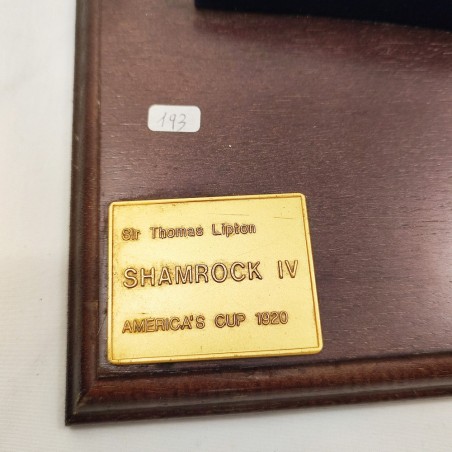 193
Sir Thomas Lipton
SHAMROCK IV
AMERICA'S CUP 1920